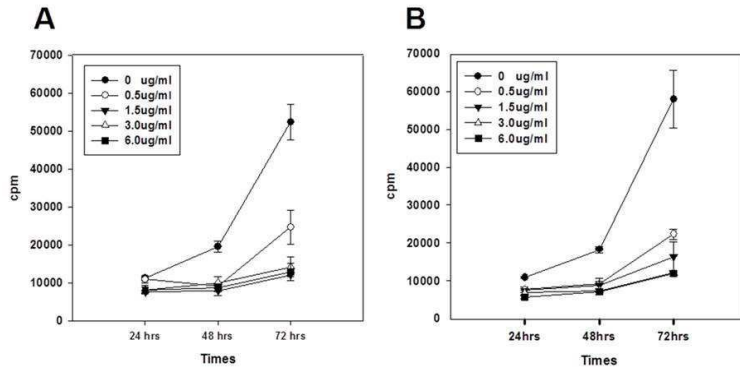 A
70000
60000
50000
40000
30000
20000
10000
0
cpm
0 ug/ml
0.5ug/ml
1.5ug/ml
3.0ug/ml
6.0ug/ml
24 hrs 48 hrs 72 hrs
Times
B
70000
60000
50000
40000
30000
20000
10000
0
cpm
0 ug/ml
0.5ug/ml
1.5ug/ml
3.0ug/ml
6.0ug/ml
24hrs 48hrs 72hrs
Times